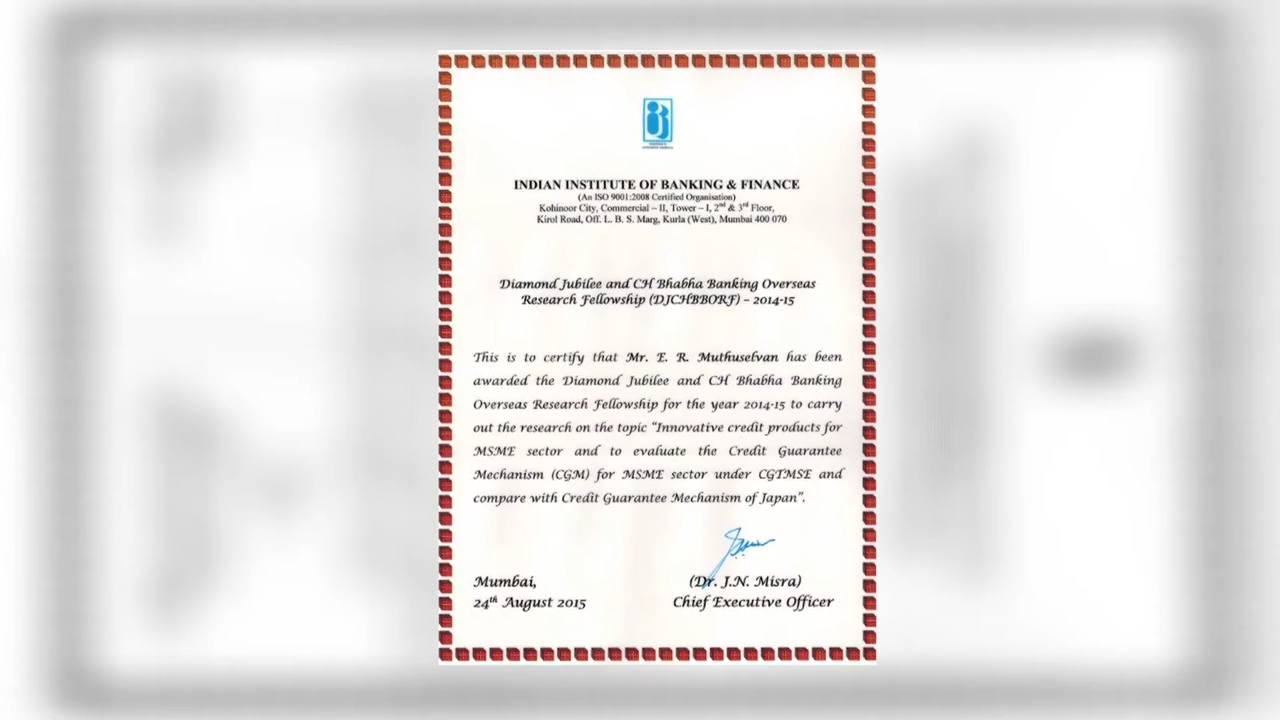 INDIAN INSTITUTE OF BANKING & FINANCE
(An ISO 9001:2008 Certified Organisation)
Kohinoor City, Commercial – II, Tower – I, 2nd & 3rd Floor,
Kirol Road, Off. L. B. S. Marg, Kurla (West), Mumbai 400 070
Diamond Jubilee and CH Bhabha Banking Overseas
Research Fellowship (DJCHBBORF) – 2014-15
This is to certify that Mr. E. R. Muthuselvan has been
awarded the Diamond Jubilee and CH Bhabha Banking
Overseas Research Fellowship for the year 2014-15 to carry
out the research on the topic “Innovative credit products for
MSME sector and to evaluate the Credit Guarantee
Mechanism (CGM) for MSME sector under CGTMSE and
compare with Credit Guarantee Mechanism of Japan”.
Mumbai,
24th August 2015
(Dr. J.N. Misra)
Chief Executive Officer